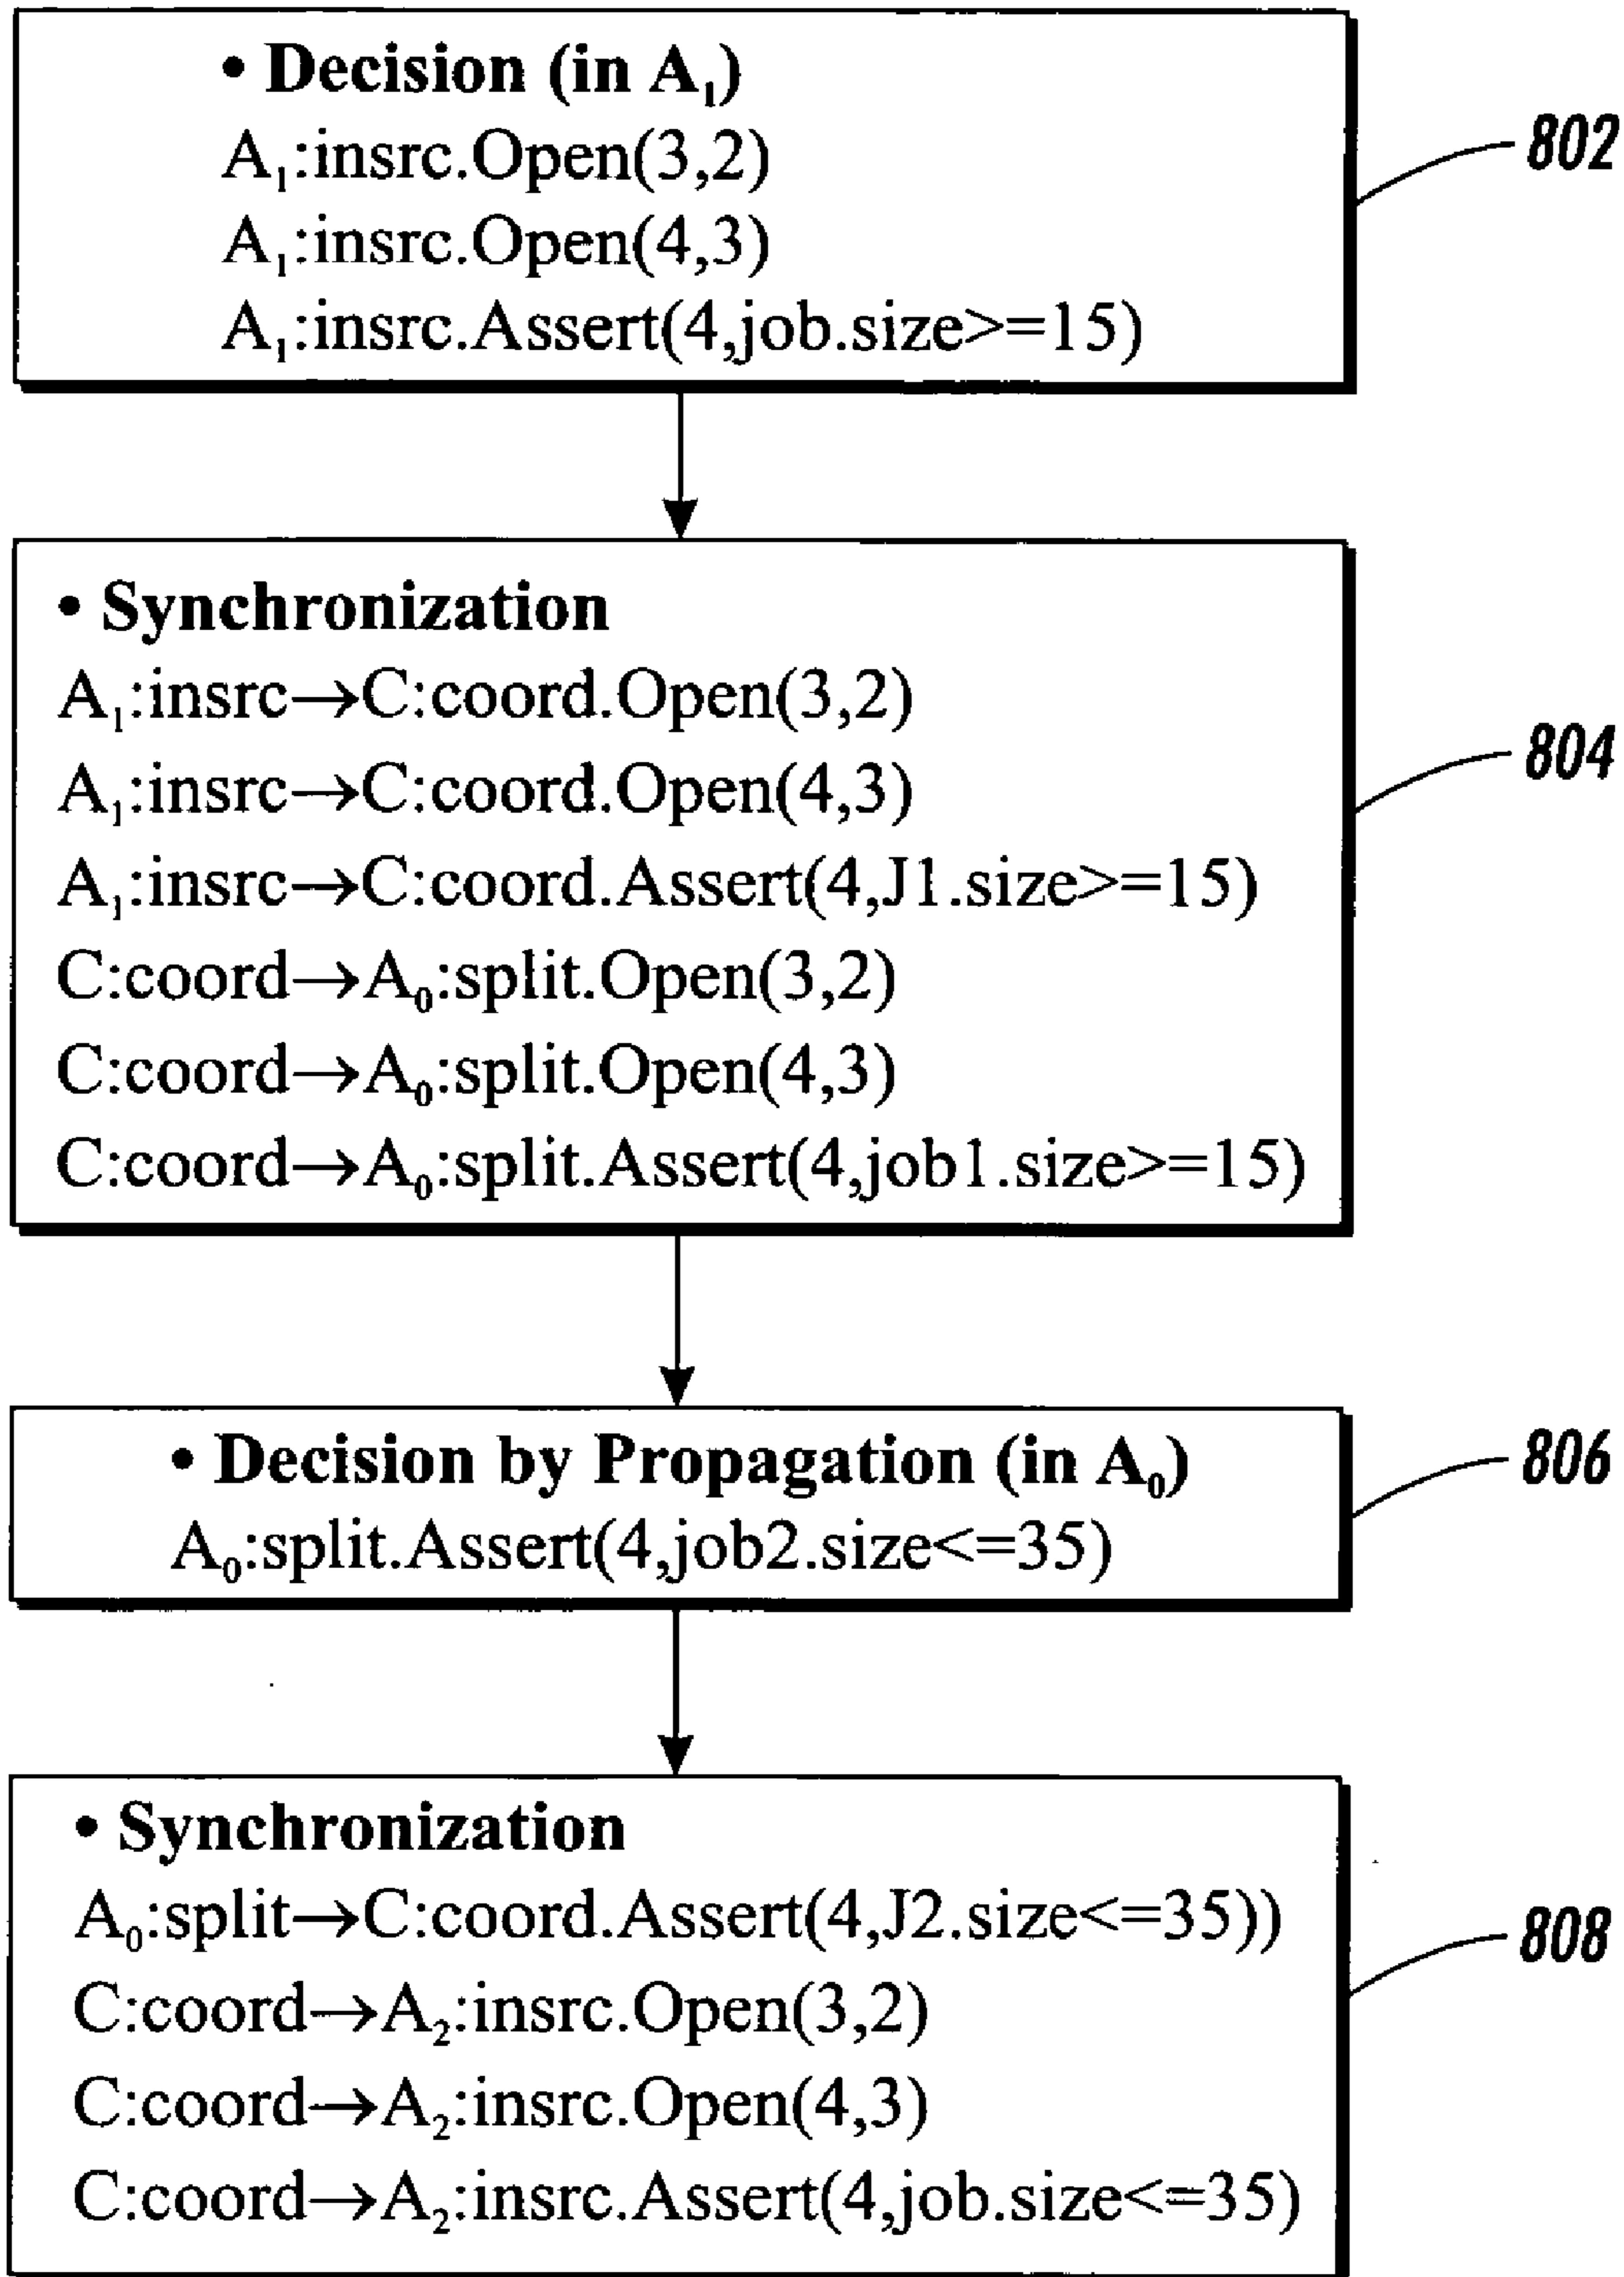 • Decision (in A₁)
A₁:insrc.Open(3,2)
A₁:insrc.Open(4,3)
A₁:insrc.Assert(4,job.size>=15)
802
• Synchronization
A₁:insrc→C:coord.Open(3,2)
A₁:insrc→C:coord.Open(4,3)
A₁:insrc→C:coord.Assert(4,J1.size>=15)
C:coord→A₀:split.Open(3,2)
C:coord→A₀:split.Open(4,3)
C:coord→A₀:split.Assert(4,job1.size>=15)
804
• Decision by Propagation (in A₀)
A₀:split.Assert(4,job2.size<=35)
806
• Synchronization
A₀:split→C:coord.Assert(4,J2.size<=35))
C:coord→A₂:insrc.Open(3,2)
C:coord→A₂:insrc.Open(4,3)
C:coord→A₂:insrc.Assert(4,job.size<=35)
808